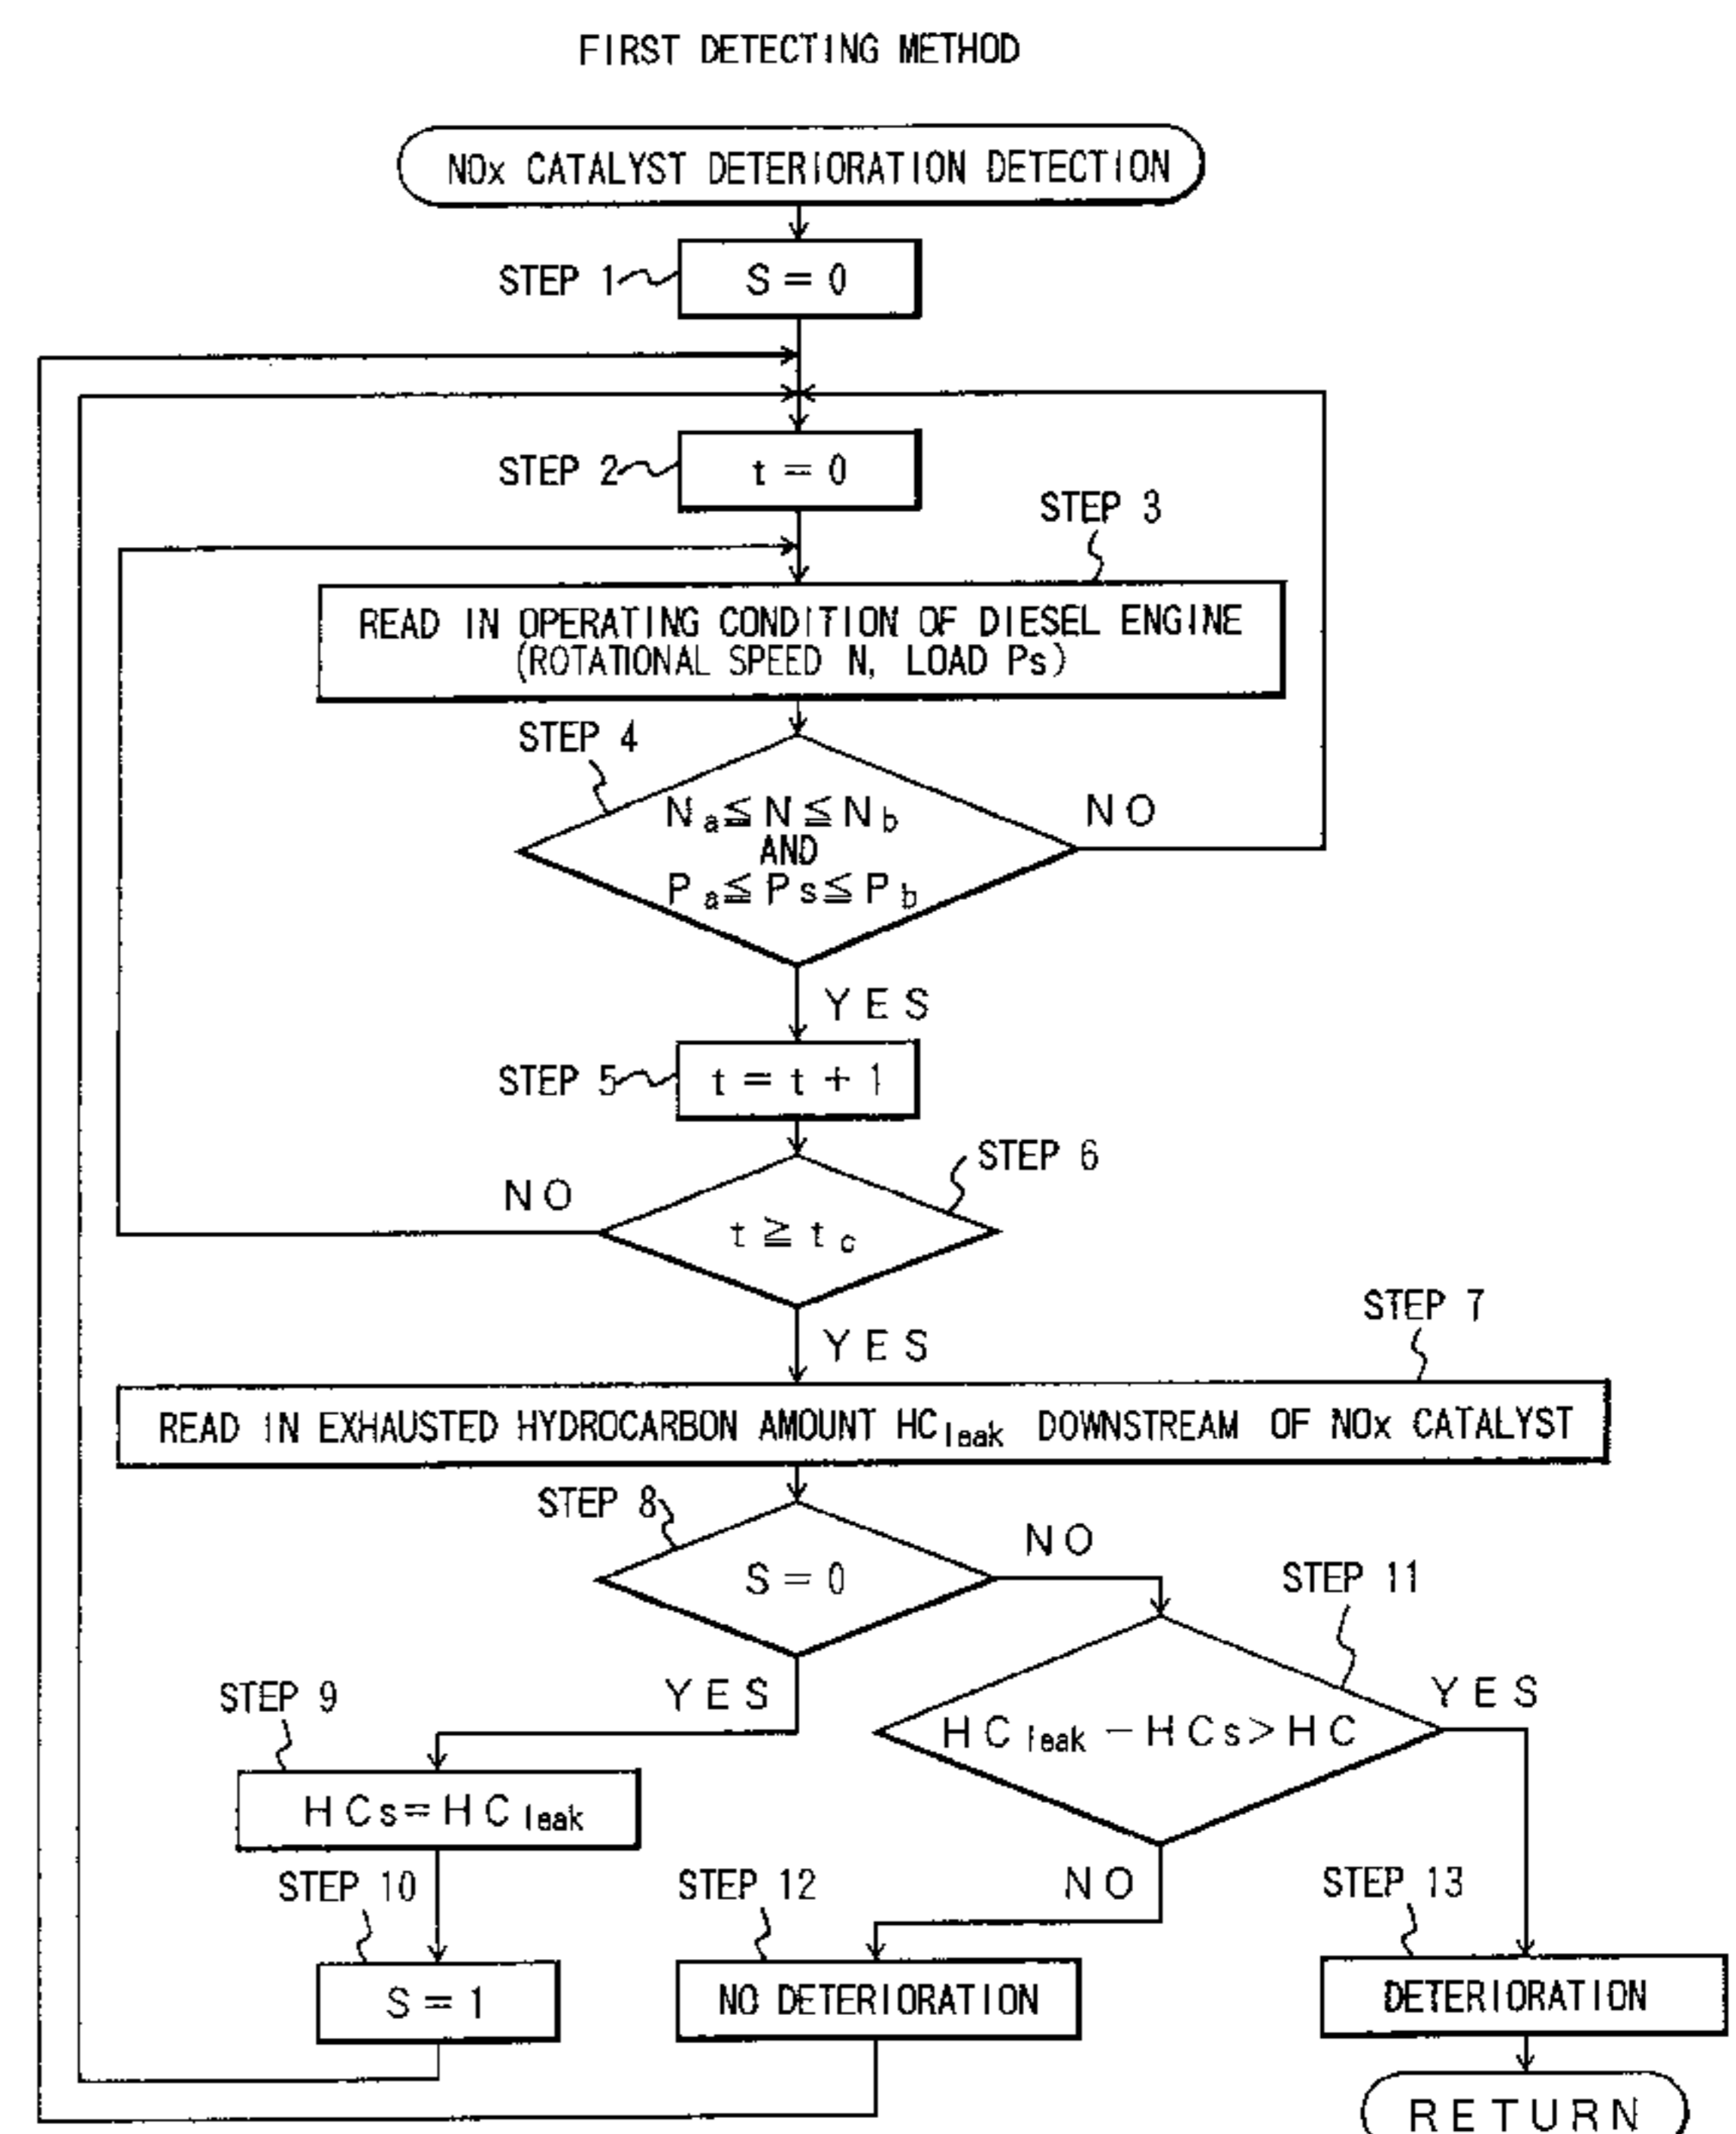 FIRST DETECTING METHOD
NOx CATALYST DETERIORATION DETECTION
STEP 1
S = 0
STEP 2
t = 0
STEP 3
READ IN OPERATING CONDITION OF DIESEL ENGINE
(ROTATIONAL SPEED N, LOAD Ps)
STEP 4
Na ≦ N ≦ Nb
AND
Pa ≦ Ps ≦ Pb
NO
YES
STEP 5
t = t + 1
STEP 6
NO
t ≧ tc
YES
STEP 7
READ IN EXHAUSTED HYDROCARBON AMOUNT HCleak DOWNSTREAM OF NOx CATALYST
STEP 8
S = 0
NO
YES
STEP 11
HCleak − HCs > HC
YES
NO
STEP 9
HCs = HCleak
STEP 10
S = 1
STEP 12
NO DETERIORATION
STEP 13
DETERIORATION
RETURN